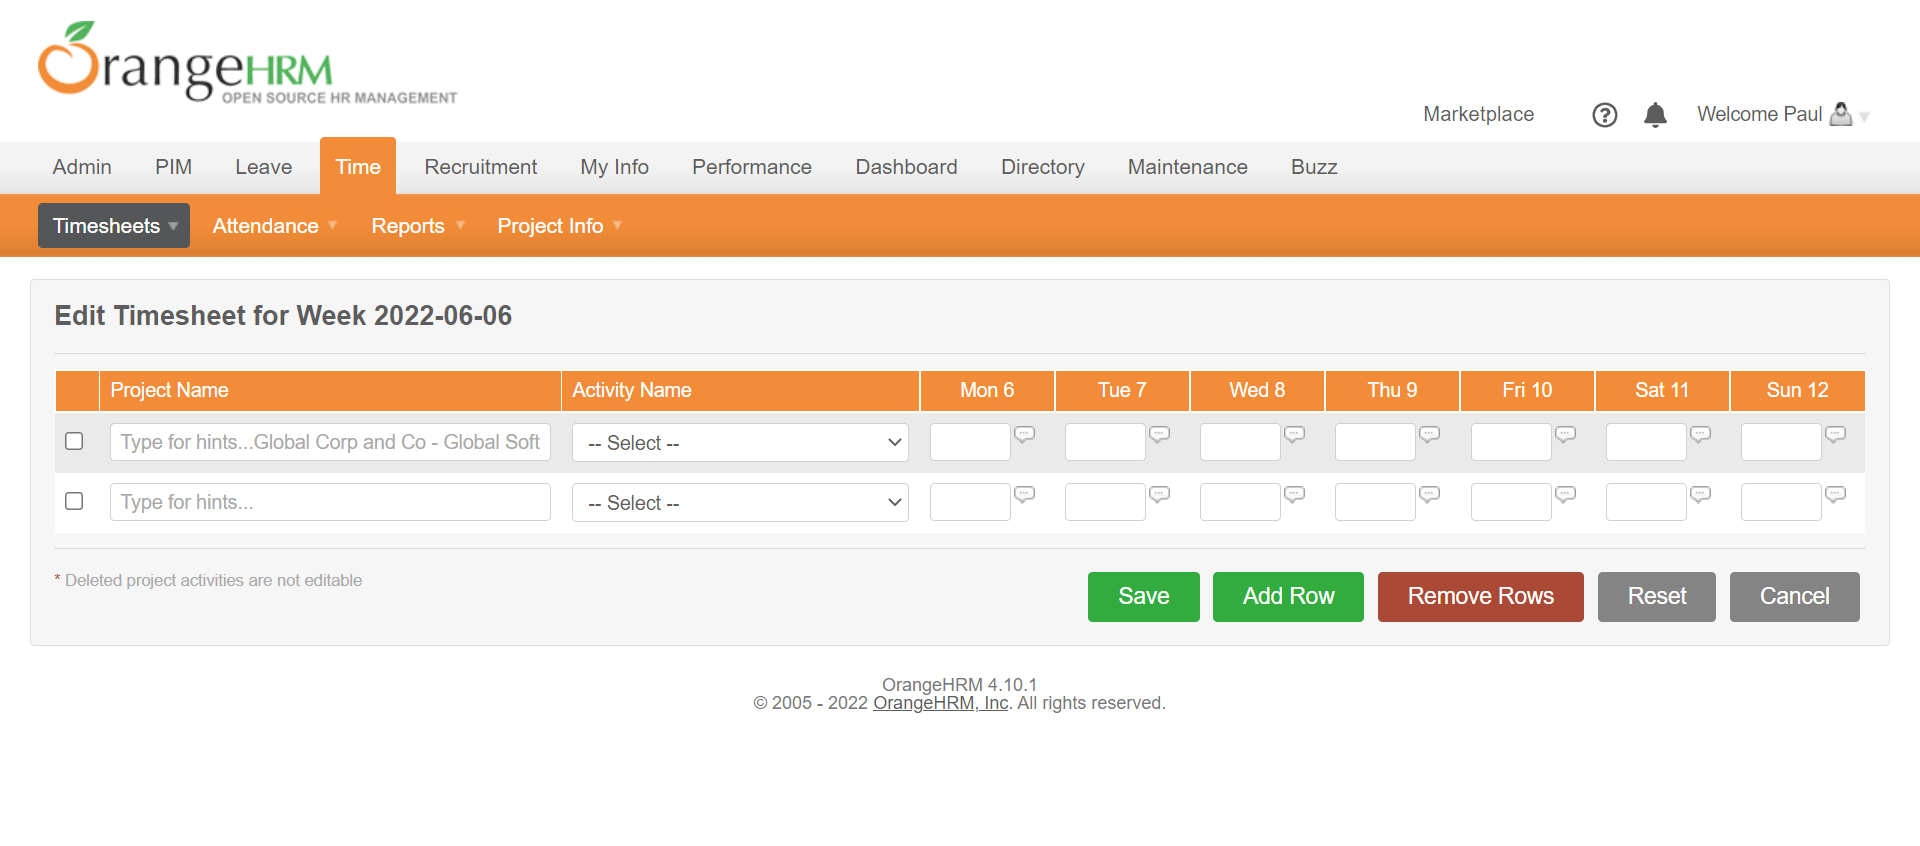 OrangeHRM
OPEN SOURCE HR MANAGEMENT
Marketplace ? Welcome Paul
Admin PIM Leave Time Recruitment My Info Performance Dashboard Directory Maintenance Buzz
Timesheets Attendance Reports Project Info
Edit Timesheet for Week 2022-06-06
Project Name Activity Name Mon 6 Tue 7 Wed 8 Thu 9 Fri 10 Sat 11 Sun 12
Type for hints...Global Corp and Co - Global Soft -- Select --
Type for hints... -- Select --
* Deleted project activities are not editable
Save Add Row Remove Rows Reset Cancel
OrangeHRM 4.10.1
© 2005 - 2022 OrangeHRM, Inc. All rights reserved.